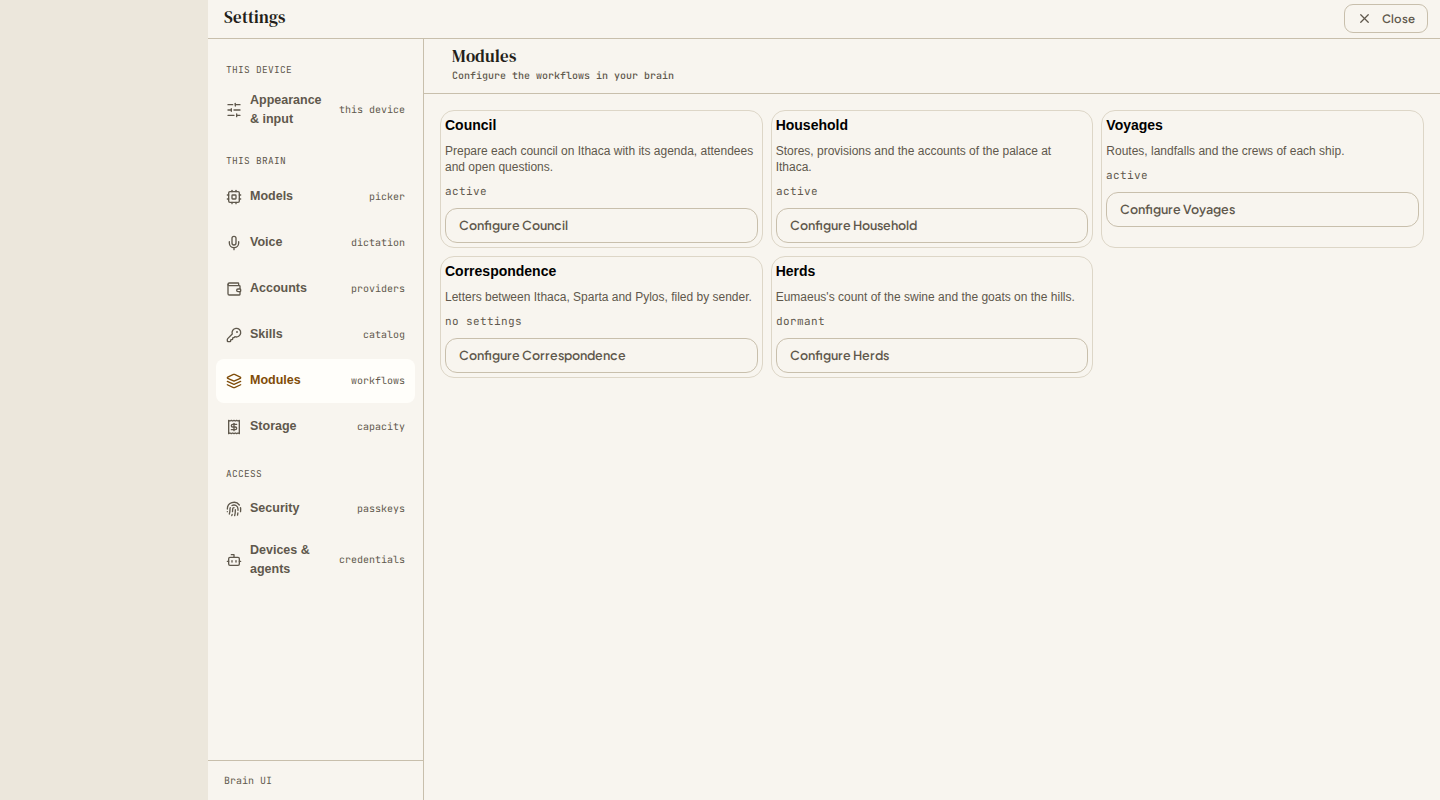 Settings
Close
THIS DEVICE
Appearance
& input
this device
THIS BRAIN
Models
picker
Voice
dictation
Accounts
providers
Skills
catalog
Modules
workflows
Storage
capacity
ACCESS
Security
passkeys
Devices &
agents
credentials
Brain UI
Modules
Configure the workflows in your brain
Council
Prepare each council on Ithaca with its agenda, attendees
and open questions.
active
Configure Council
Household
Stores, provisions and the accounts of the palace at
Ithaca.
active
Configure Household
Voyages
Routes, landfalls and the crews of each ship.
active
Configure Voyages
Correspondence
Letters between Ithaca, Sparta and Pylos, filed by sender.
no settings
Configure Correspondence
Herds
Eumaeus's count of the swine and the goats on the hills.
dormant
Configure Herds